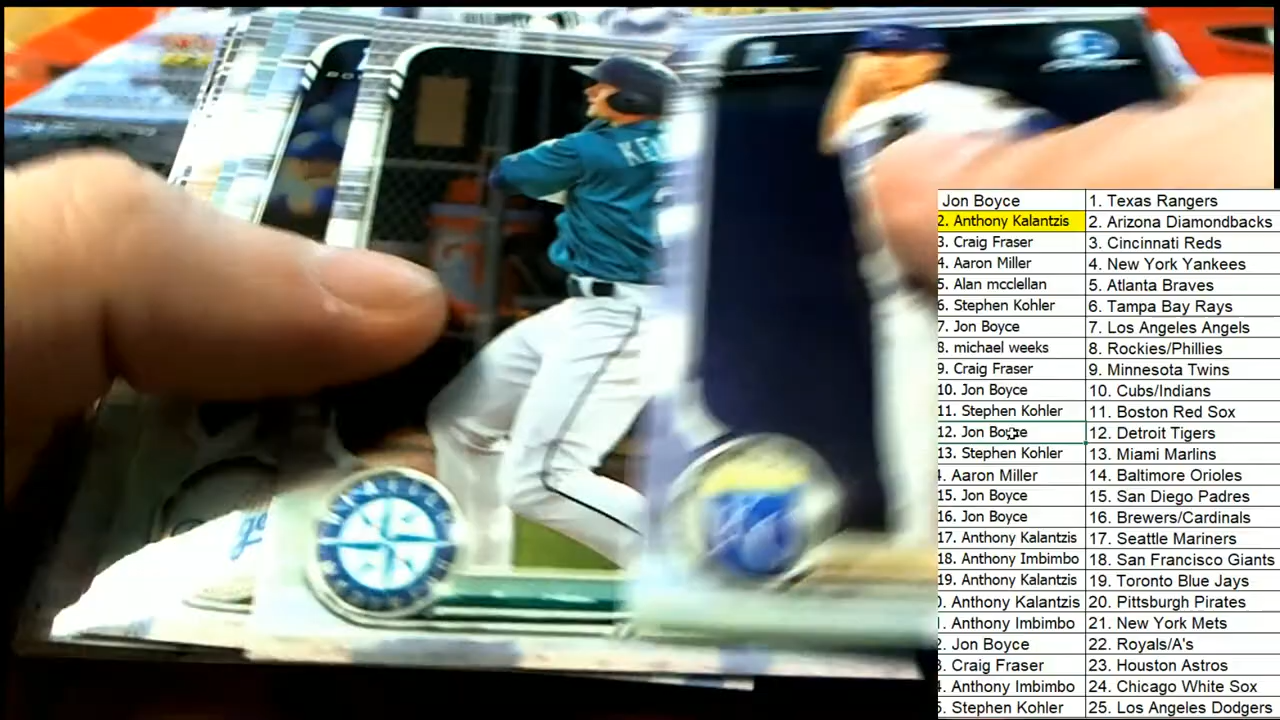 Jon Boyce 1. Texas Rangers
2. Anthony Kalantzis 2. Arizona Diamondbacks
3. Craig Fraser 3. Cincinnati Reds
4. Aaron Miller 4. New York Yankees
5. Alan mcclellan 5. Atlanta Braves
6. Stephen Kohler 6. Tampa Bay Rays
7. Jon Boyce 7. Los Angeles Angels
8. michael weeks 8. Rockies/Phillies
9. Craig Fraser 9. Minnesota Twins
10. Jon Boyce 10. Cubs/Indians
11. Stephen Kohler 11. Boston Red Sox
12. Jon Boyce 12. Detroit Tigers
13. Stephen Kohler 13. Miami Marlins
4. Aaron Miller 14. Baltimore Orioles
15. Jon Boyce 15. San Diego Padres
16. Jon Boyce 16. Brewers/Cardinals
17. Anthony Kalantzis 17. Seattle Mariners
18. Anthony Imbimbo 18. San Francisco Giants
19. Anthony Kalantzis 19. Toronto Blue Jays
0. Anthony Kalantzis 20. Pittsburgh Pirates
1. Anthony Imbimbo 21. New York Mets
2. Jon Boyce 22. Royals/A's
3. Craig Fraser 23. Houston Astros
4. Anthony Imbimbo 24. Chicago White Sox
5. Stephen Kohler 25. Los Angeles Dodgers